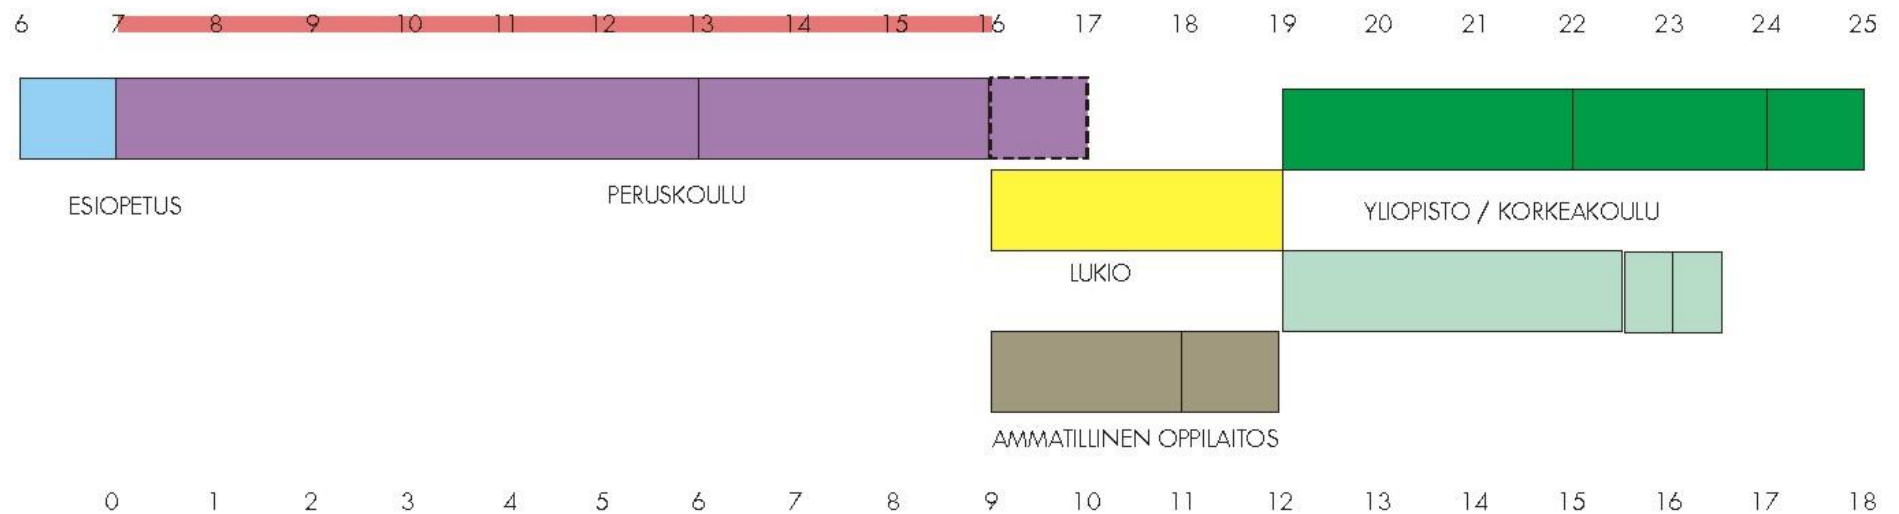 6 7 8 9 10 11 12 13 14 15 16 17 18 19 20 21 22 23 24 25
ESIOPETUS
PERUSKOULU
YLIOPISTO / KORKEAKOULU
LUKIO
AMMATILLINEN OPPILAITOS
0 1 2 3 4 5 6 7 8 9 10 11 12 13 14 15 16 17 18